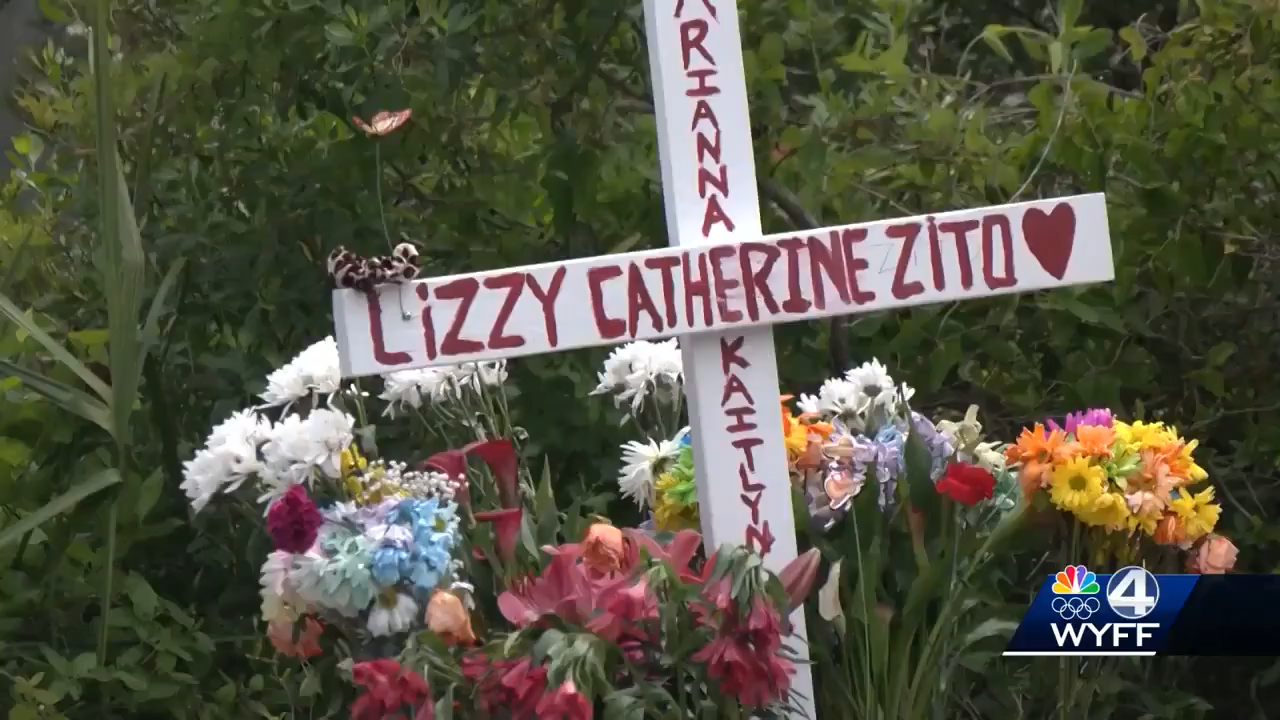 ARIANNA
LiZZY CATHERINE ZiTO
KAITLYN
4
WYFF